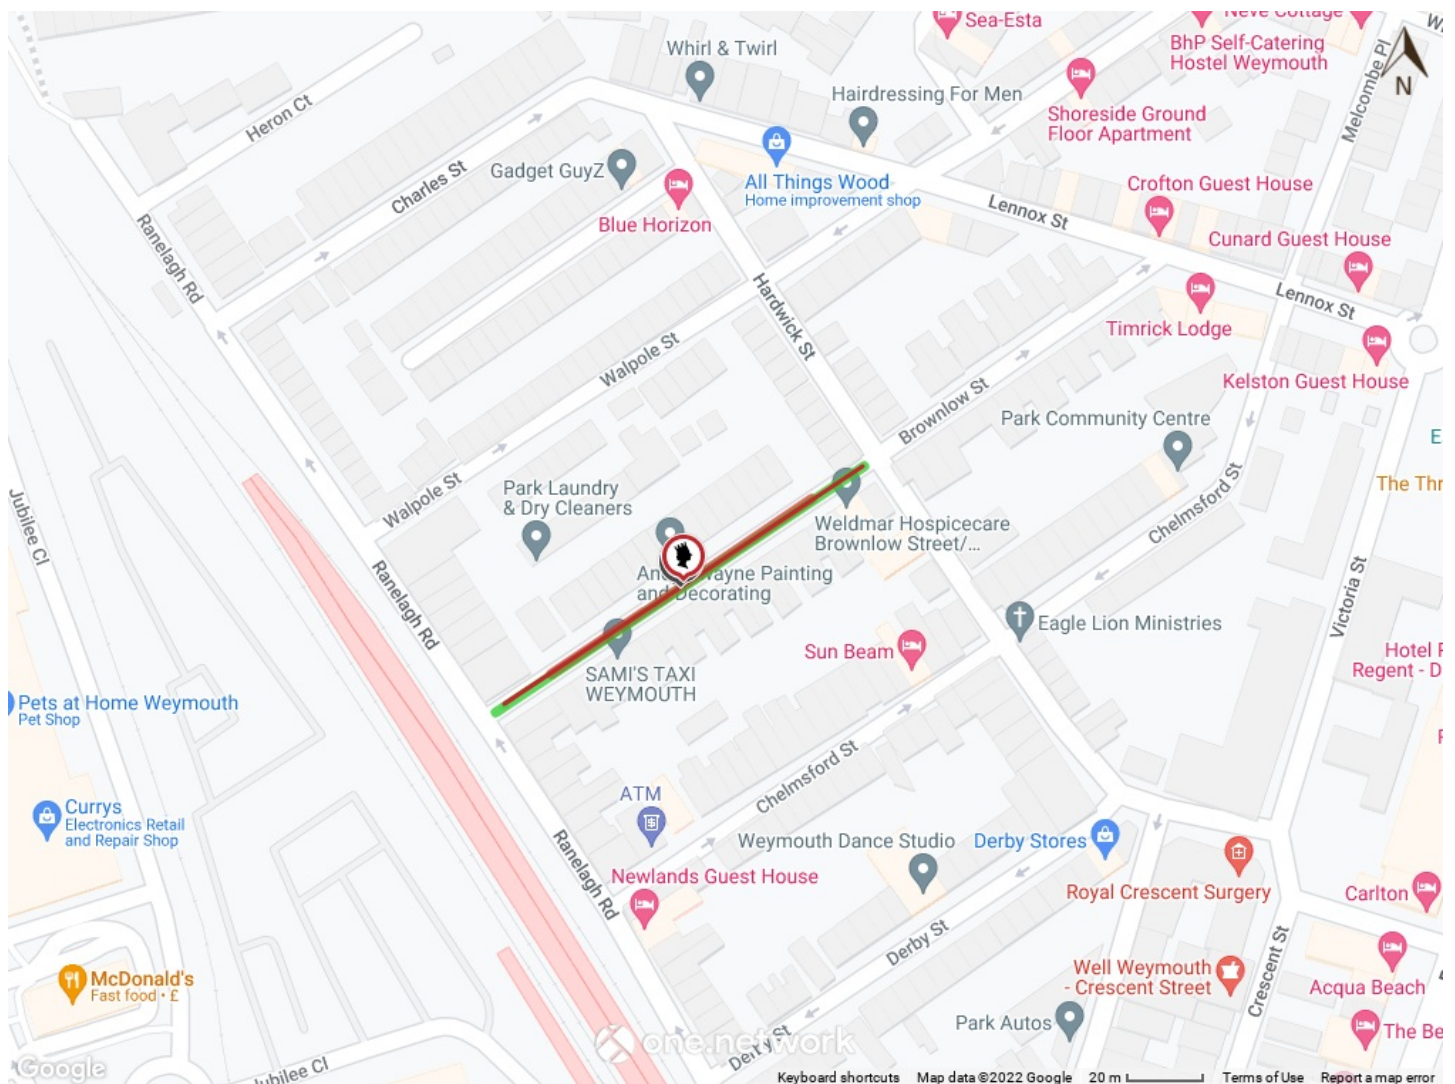 Sea-Esta
Neve Cottage
BhP Self-Catering
Hostel Weymouth
Melcombe Pl
N
Whirl & Twirl
Hairdressing For Men
Shoreside Ground
Floor Apartment
Heron Ct
Charles St
Gadget GuyZ
All Things Wood
Home improvement shop
Blue Horizon
Lennox St
Crofton Guest House
Cunard Guest House
Ranelagh Rd
Hardwick St
Lennox St
Timrick Lodge
Walpole St
Kelston Guest House
Brownlow St
Park Community Centre
Walpole St
Park Laundry
& Dry Cleaners
Weldmar Hospicecare
Brownlow Street/...
Chelmsford St
The Thr
Jubilee Cl
Ranelagh Rd
Wayne Painting
and Decorating
Victoria St
Eagle Lion Ministries
Sun Beam
SAMI'S TAXI
WEYMOUTH
Hotel
Regent - D
Pets at Home Weymouth
Pet Shop
Currys
Electronics Retail
and Repair Shop
ATM
Chelmsford St
Weymouth Dance Studio
Derby Stores
Ranelagh Rd
Newlands Guest House
Royal Crescent Surgery
Carlton
Derby St
McDonald's
Fast food • £
Well Weymouth
- Crescent Street
Crescent St
Acqua Beach
Park Autos
The Be
Derby St
one.network
Jubilee Cl
Google
Keyboard shortcuts
Map data ©2022 Google
20 m
Terms of Use
Report a map error